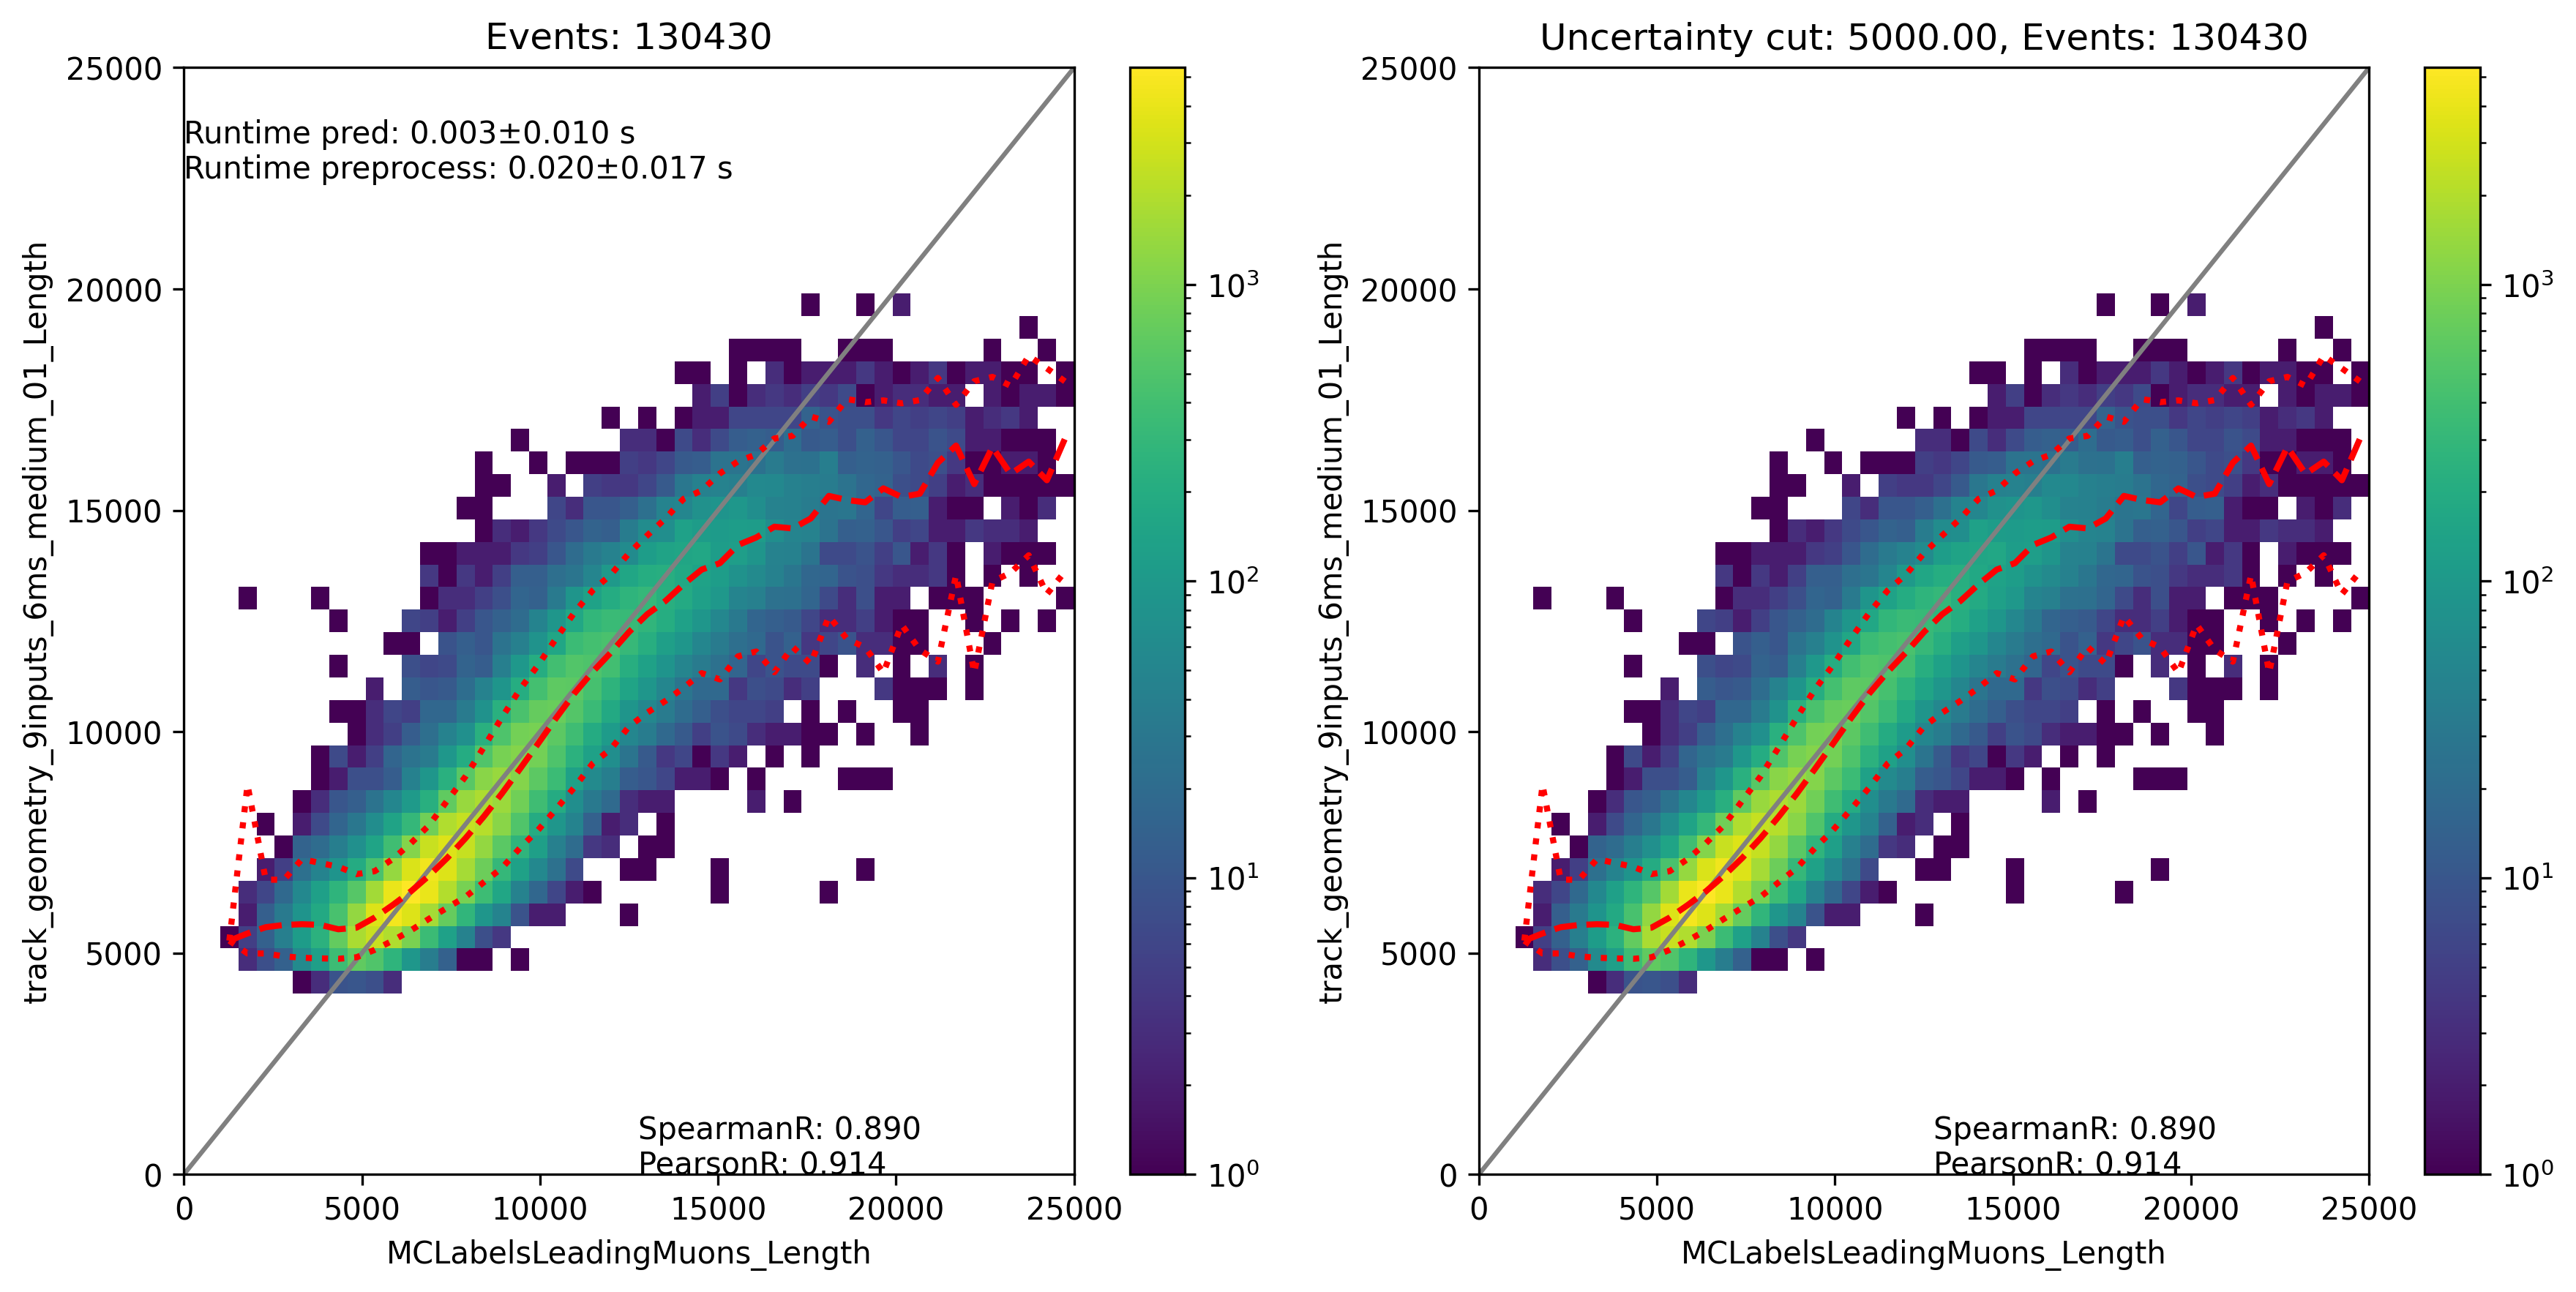 Events: 130430
25000
20000
15000
10000
5000
0
track_geometry_9inputs_6ms_medium_01_Length
Runtime pred: 0.003±0.010 s
Runtime preprocess: 0.020±0.017 s
SpearmanR: 0.890
PearsonR: 0.914
0 5000 10000 15000 20000 25000
MCLabelsLeadingMuons_Length
10³
10²
10¹
10⁰
Uncertainty cut: 5000.00, Events: 130430
25000
20000
15000
10000
5000
0
track_geometry_9inputs_6ms_medium_01_Length
SpearmanR: 0.890
PearsonR: 0.914
0 5000 10000 15000 20000 25000
MCLabelsLeadingMuons_Length
10³
10²
10¹
10⁰